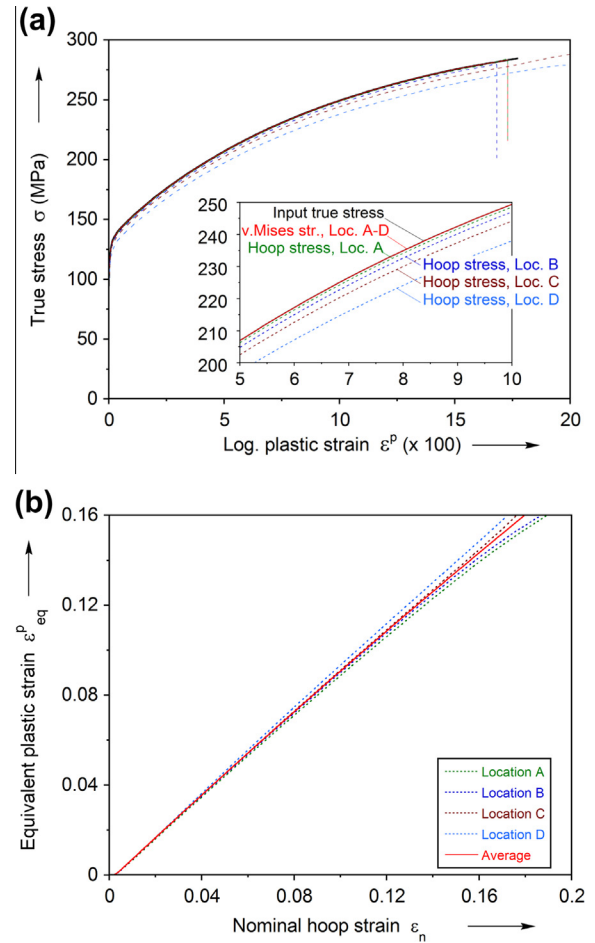 (a)
300
250
200
150
100
50
0
True stress σ (MPa)
250
240
230
220
210
200
5 6 7 8 9 10
Input true stress
v.Mises str., Loc. A-D
Hoop stress, Loc. A
Hoop stress, Loc. B
Hoop stress, Loc. C
Hoop stress, Loc. D
0 5 10 15 20
Log. plastic strain εᵖ (x 100)
(b)
0.16
0.12
0.08
0.04
0
Equivalent plastic strain εᵖeq
Location A
Location B
Location C
Location D
Average
0 0.04 0.08 0.12 0.16 0.2
Nominal hoop strain εn